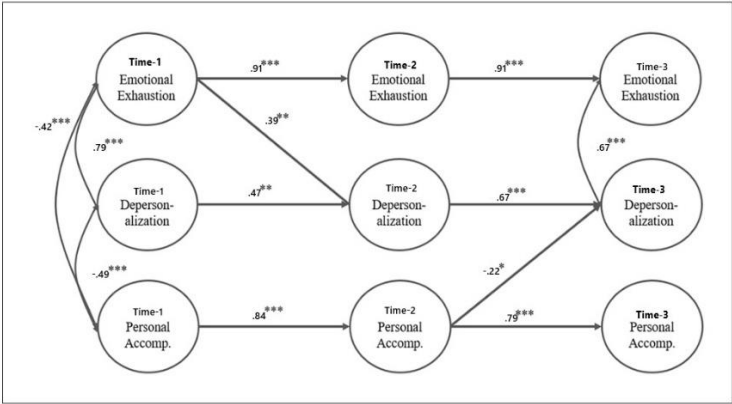 Time-1
Emotional
Exhaustion
.91***
Time-2
Emotional
Exhaustion
.91***
Time-3
Emotional
Exhaustion
-.42***
.79***
.39**
.67***
Time-1
Deperson-
alization
.47**
Time-2
Deperson-
alization
.67***
Time-3
Deperson-
alization
-.49***
-.22*
Time-1
Personal
Accomp.
.84***
Time-2
Personal
Accomp.
.79***
Time-3
Personal
Accomp.